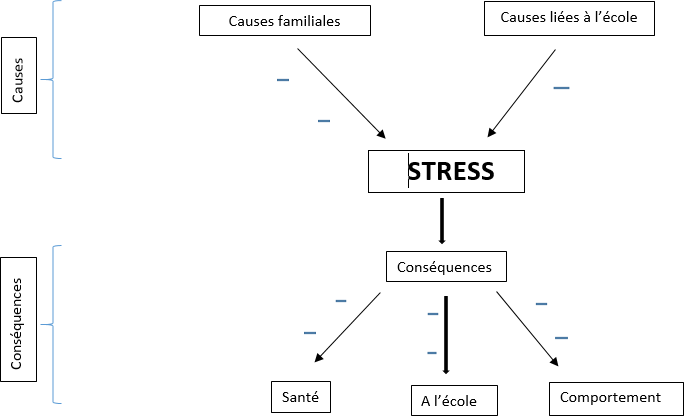 Causes
Causes familiales
Causes liées à l'école
STRESS
Conséquences
Conséquences
Santé
A l'école
Comportement